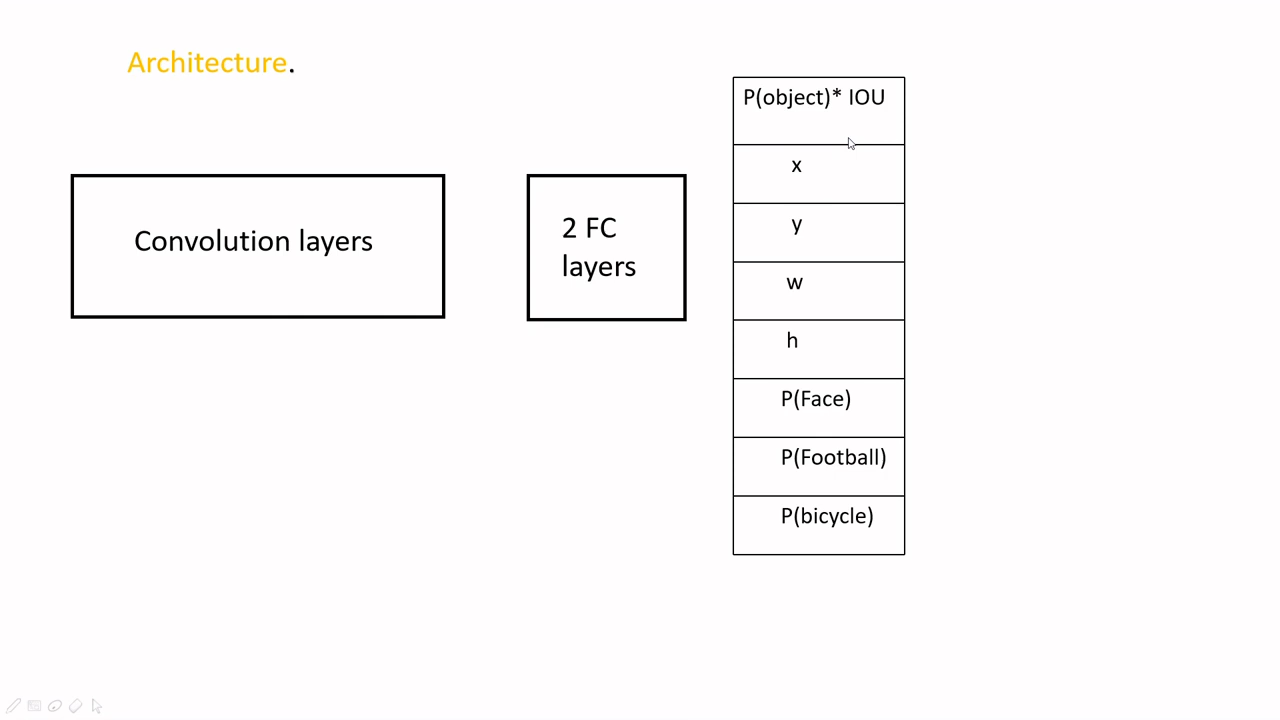 Architecture.
Convolution layers
2 FC
layers
P(object)* IOU
x
y
w
h
P(Face)
P(Football)
P(bicycle)